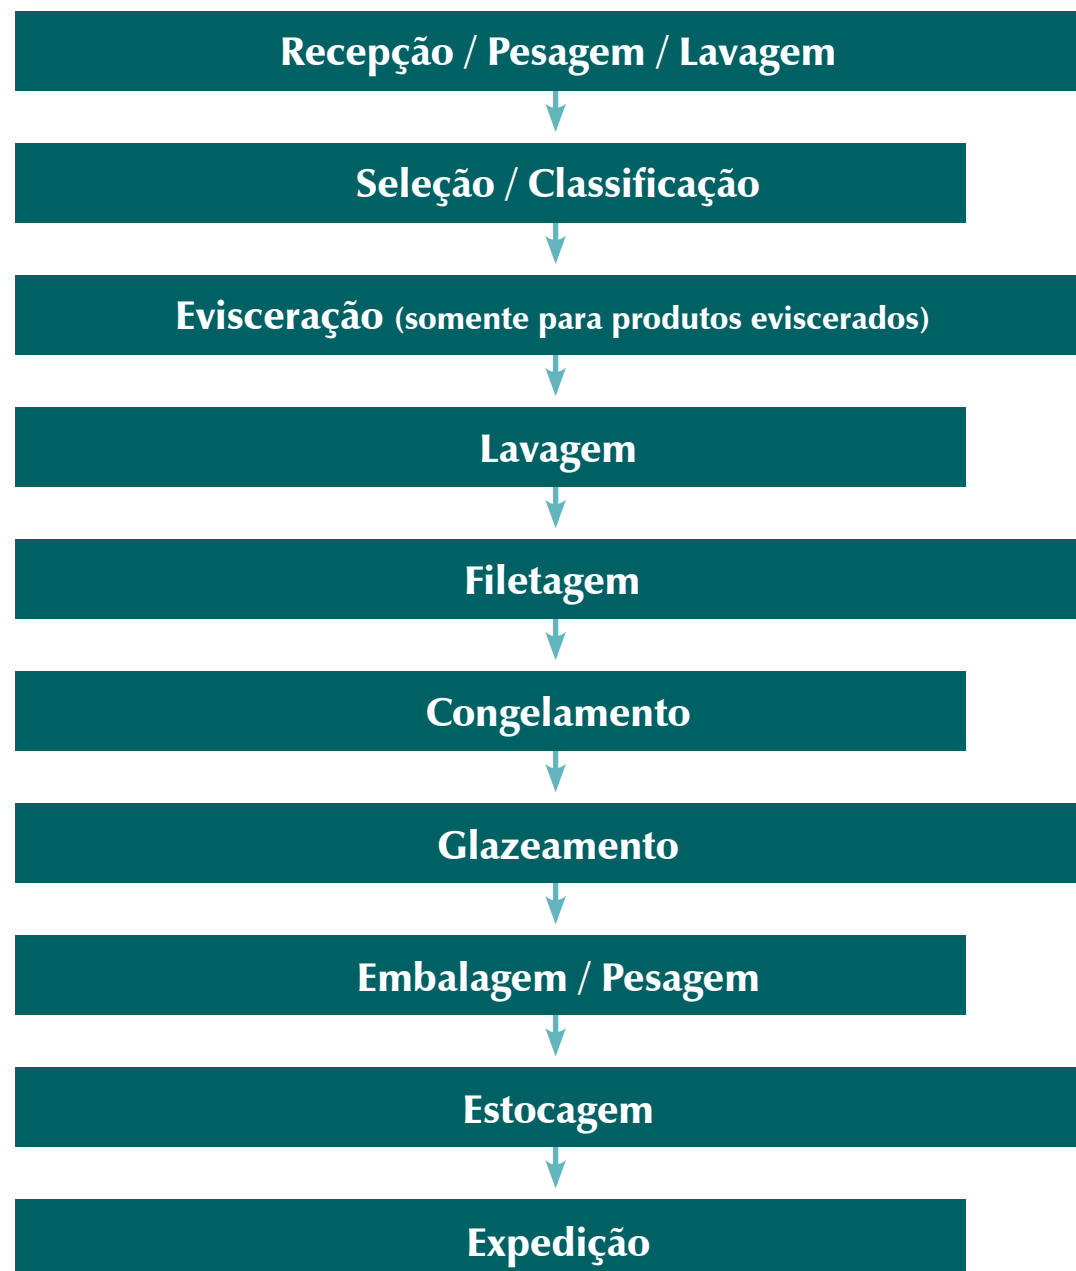 Recepção / Pesagem / Lavagem
Seleção / Classificação
Evisceração (somente para produtos eviscerados)
Lavagem
Filetagem
Congelamento
Glazeamento
Embalagem / Pesagem
Estocagem
Expedição